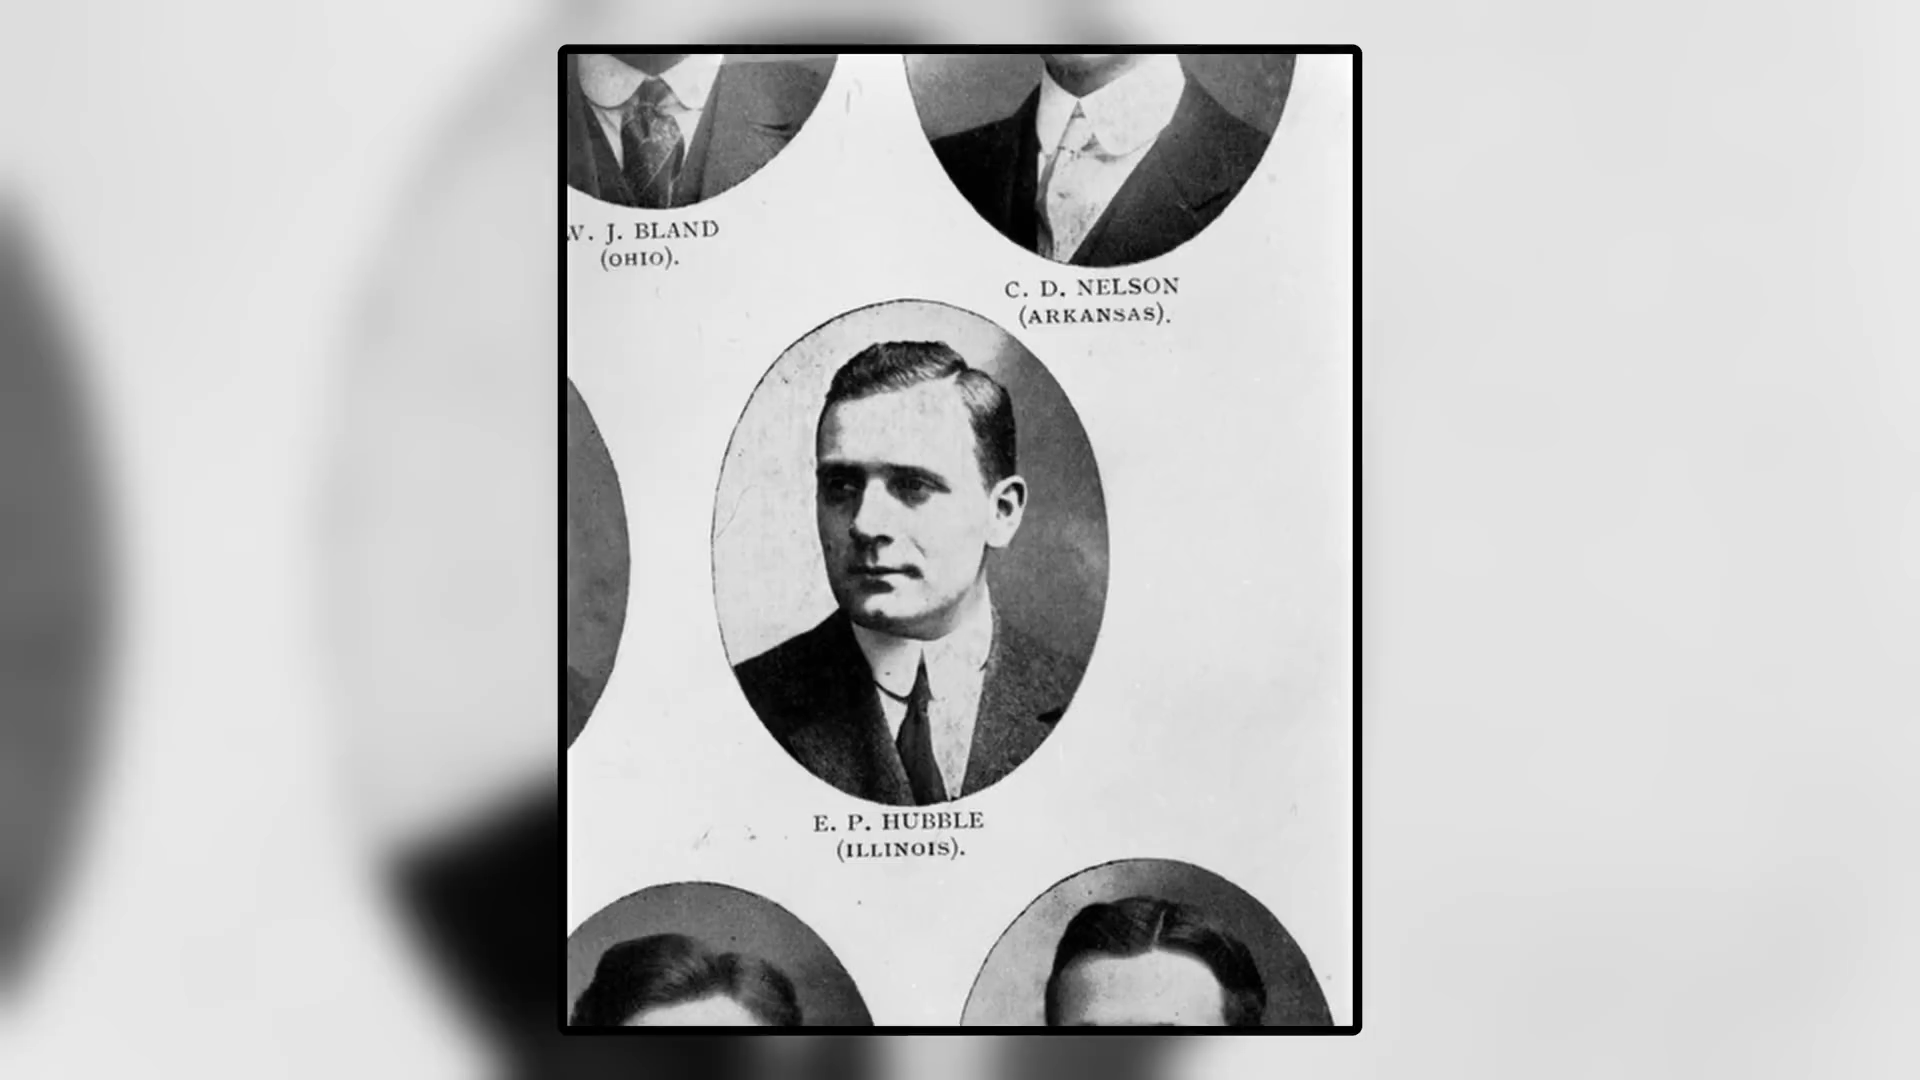 W. J. BLAND
(OHIO).
C. D. NELSON
(ARKANSAS).
E. P. HUBBLE
(ILLINOIS).